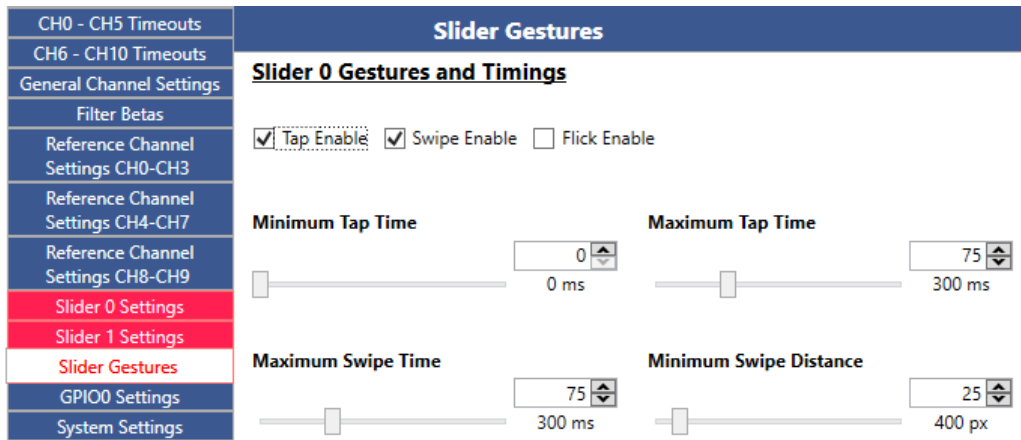 CH0 - CH5 Timeouts
CH6 - CH10 Timeouts
General Channel Settings
Filter Betas
Reference Channel
Settings CH0-CH3
Reference Channel
Settings CH4-CH7
Reference Channel
Settings CH8-CH9
Slider 0 Settings
Slider 1 Settings
Slider Gestures
GPIO0 Settings
System Settings
Slider Gestures
Slider 0 Gestures and Timings
Tap Enable Swipe Enable Flick Enable
Minimum Tap Time
0
0 ms
Maximum Tap Time
75
300 ms
Maximum Swipe Time
75
300 ms
Minimum Swipe Distance
25
400 px